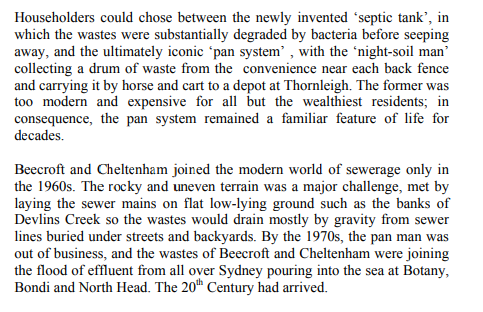 Householders could chose between the newly invented ‘septic tank’, in
which the wastes were substantially degraded by bacteria before seeping
away, and the ultimately iconic ‘pan system’ , with the ‘night-soil man’
collecting a drum of waste from the convenience near each back fence
and carrying it by horse and cart to a depot at Thornleigh. The former was
too modern and expensive for all but the wealthiest residents; in
consequence, the pan system remained a familiar feature of life for
decades.

Beecroft and Cheltenham joined the modern world of sewerage only in
the 1960s. The rocky and uneven terrain was a major challenge, met by
laying the sewer mains on flat low-lying ground such as the banks of
Devlins Creek so the wastes would drain mostly by gravity from sewer
lines buried under streets and backyards. By the 1970s, the pan man was
out of business, and the wastes of Beecroft and Cheltenham were joining
the flood of effluent from all over Sydney pouring into the sea at Botany,
Bondi and North Head. The 20th Century had arrived.